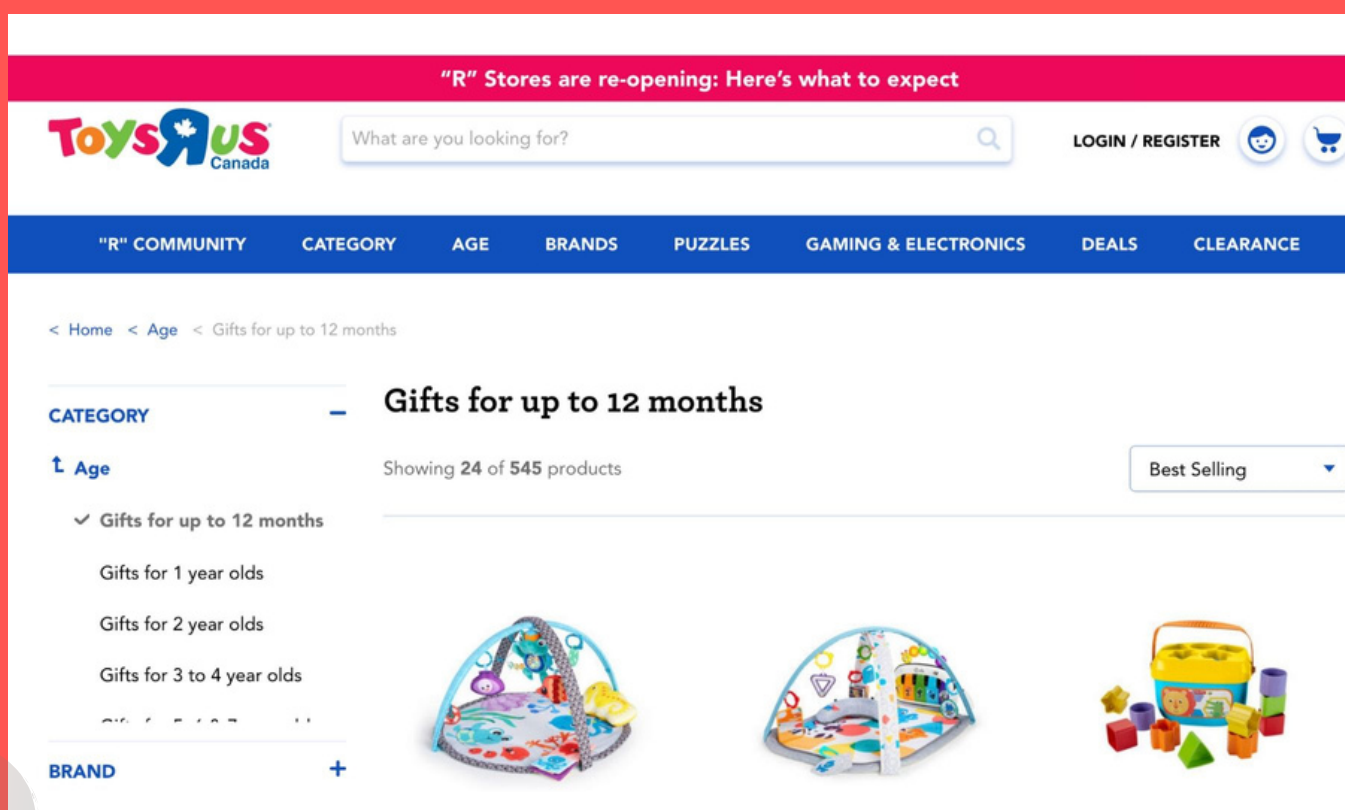 "R" Stores are re-opening: Here's what to expect
ToysRus
Canada
What are you looking for?
LOGIN / REGISTER
"R" COMMUNITY CATEGORY AGE BRANDS PUZZLES GAMING & ELECTRONICS DEALS CLEARANCE
< Home < Age < Gifts for up to 12 months
CATEGORY −
Gifts for up to 12 months
Age
Showing 24 of 545 products
Best Selling
Gifts for up to 12 months
Gifts for 1 year olds
Gifts for 2 year olds
Gifts for 3 to 4 year olds
BRAND +